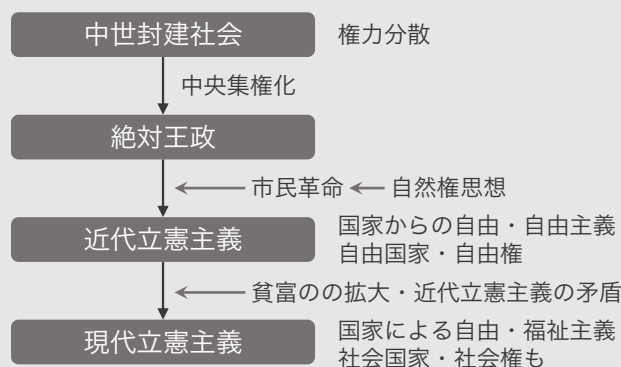 中世封建社会
権力分散
中央集権化
絶対王政
市民革命
自然権思想
近代立憲主義
国家からの自由・自由主義
自由国家・自由権
貧富のの拡大・近代立憲主義の矛盾
現代立憲主義
国家による自由・福祉主義
社会国家・社会権も